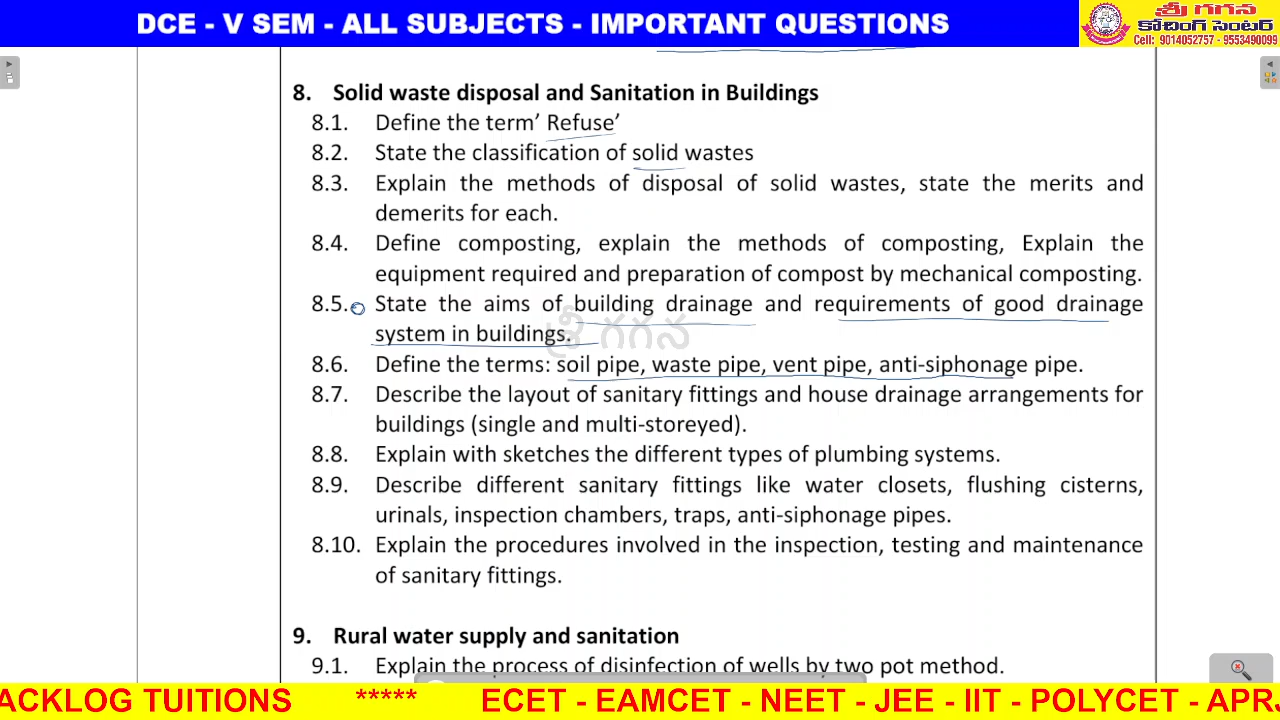 DCE - V SEM - ALL SUBJECTS - IMPORTANT QUESTIONS
శ్రీ గగన
కోచింగ్ సెంటర్
Cell: 9014052757 - 9553490099
8. Solid waste disposal and Sanitation in Buildings
8.1. Define the term’ Refuse’
8.2. State the classification of solid wastes
8.3. Explain the methods of disposal of solid wastes, state the merits and
demerits for each.
8.4. Define composting, explain the methods of composting, Explain the
equipment required and preparation of compost by mechanical composting.
8.5. State the aims of building drainage and requirements of good drainage
system in buildings.
శ్రీ గగన
8.6. Define the terms: soil pipe, waste pipe, vent pipe, anti-siphonage pipe.
8.7. Describe the layout of sanitary fittings and house drainage arrangements for
buildings (single and multi-storeyed).
8.8. Explain with sketches the different types of plumbing systems.
8.9. Describe different sanitary fittings like water closets, flushing cisterns,
urinals, inspection chambers, traps, anti-siphonage pipes.
8.10. Explain the procedures involved in the inspection, testing and maintenance
of sanitary fittings.
9. Rural water supply and sanitation
9.1. Explain the process of disinfection of wells by two pot method.
ACKLOG TUITIONS ***** ECET - EAMCET - NEET - JEE - IIT - POLYCET - APRJ